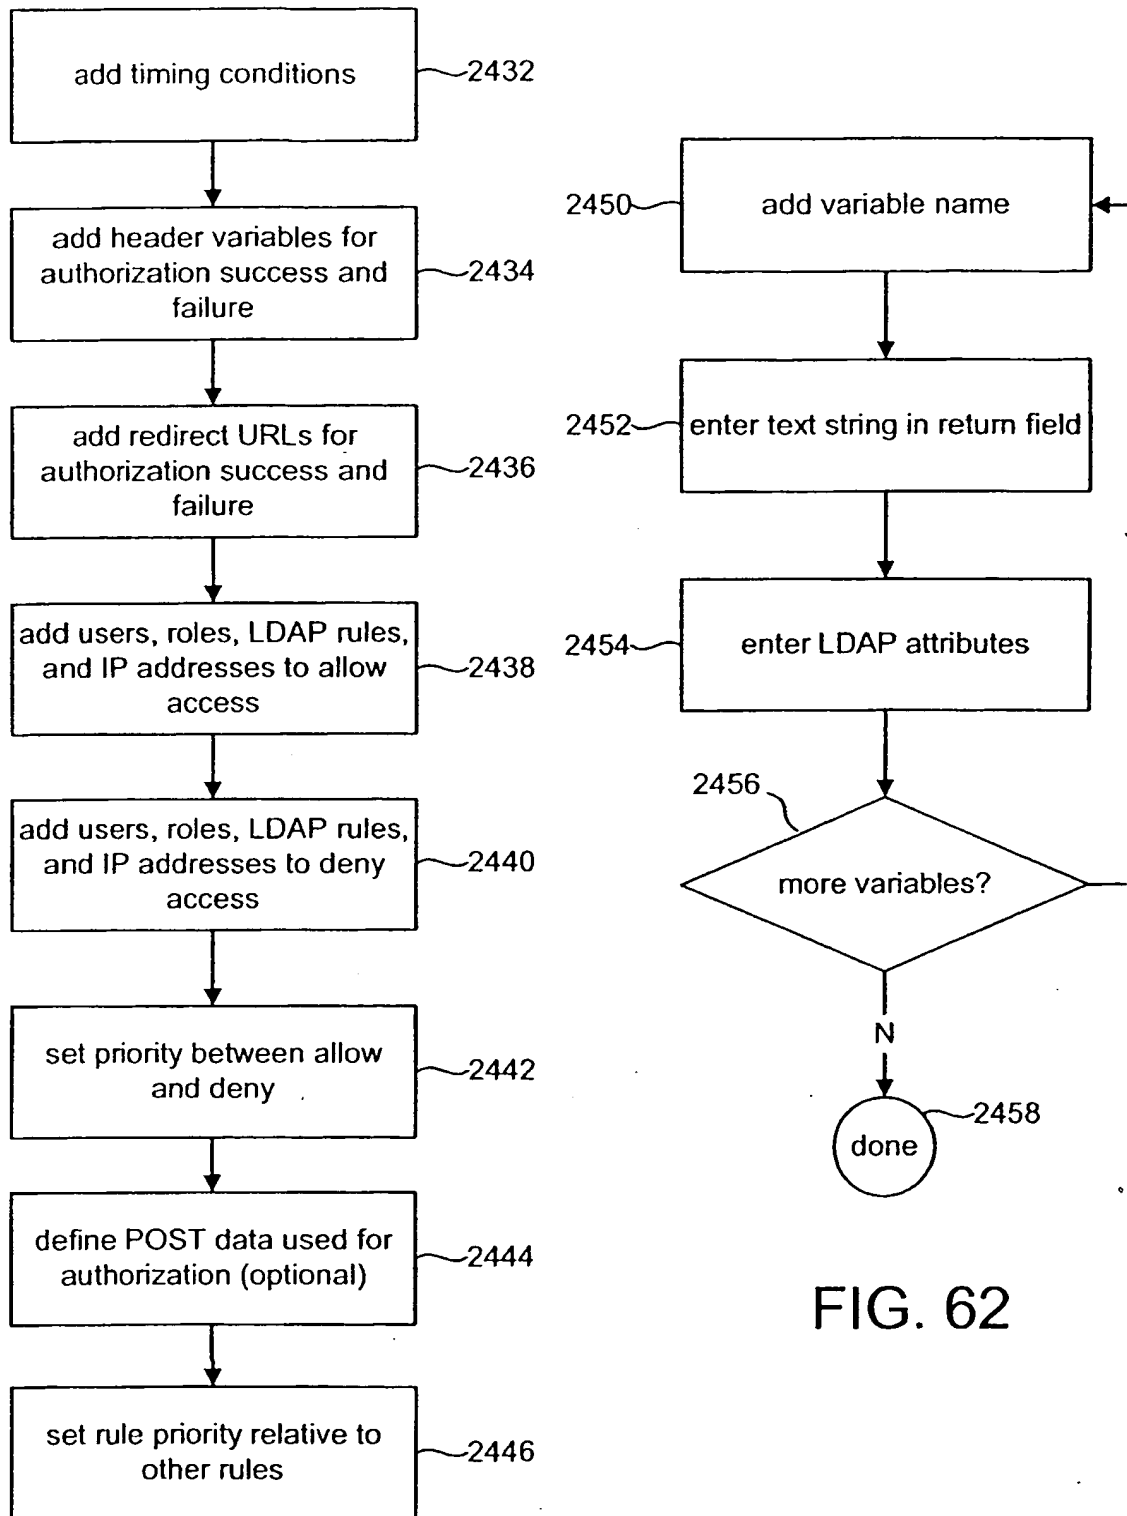 add timing conditions
2432
add header variables for
authorization success and
failure
2434
add redirect URLs for
authorization success and
failure
2436
add users, roles, LDAP rules,
and IP addresses to allow
access
2438
add users, roles, LDAP rules,
and IP addresses to deny
access
2440
set priority between allow
and deny
2442
define POST data used for
authorization (optional)
2444
set rule priority relative to
other rules
2446
2450
add variable name
2452
enter text string in return field
2454
enter LDAP attributes
2456
more variables?
N
done
2458
FIG. 62